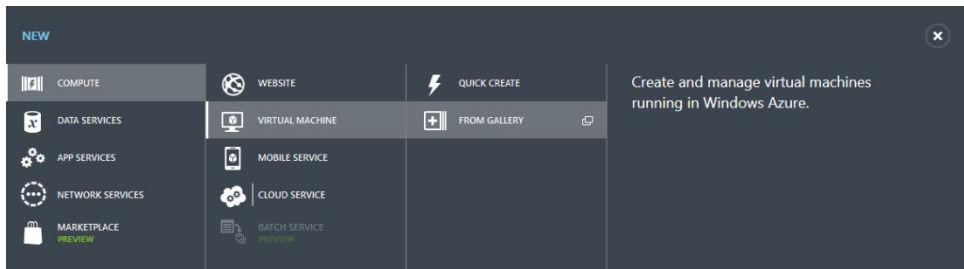 NEW
COMPUTE
DATA SERVICES
APP SERVICES
NETWORK SERVICES
MARKETPLACE
PREVIEW
WEBSITE
VIRTUAL MACHINE
MOBILE SERVICE
CLOUD SERVICE
BATCH SERVICE
PREVIEW
QUICK CREATE
FROM GALLERY
Create and manage virtual machines
running in Windows Azure.